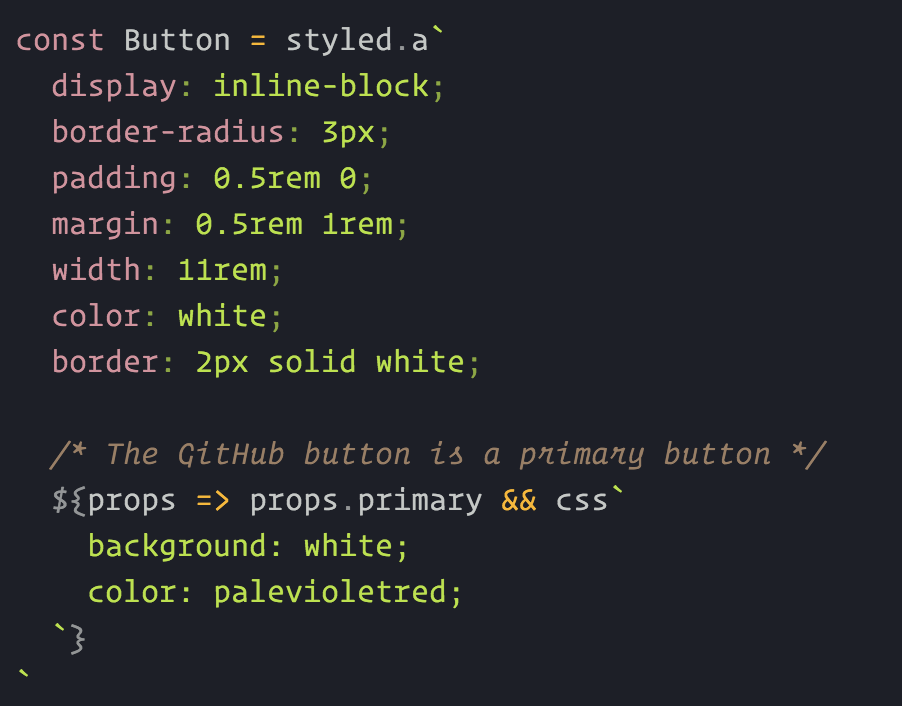 const Button = styled.a`
  display: inline-block;
  border-radius: 3px;
  padding: 0.5rem 0;
  margin: 0.5rem 1rem;
  width: 11rem;
  color: white;
  border: 2px solid white;

  /* The GitHub button is a primary button */
  ${props => props.primary && css`
    background: white;
    color: palevioletred;
  `}
`